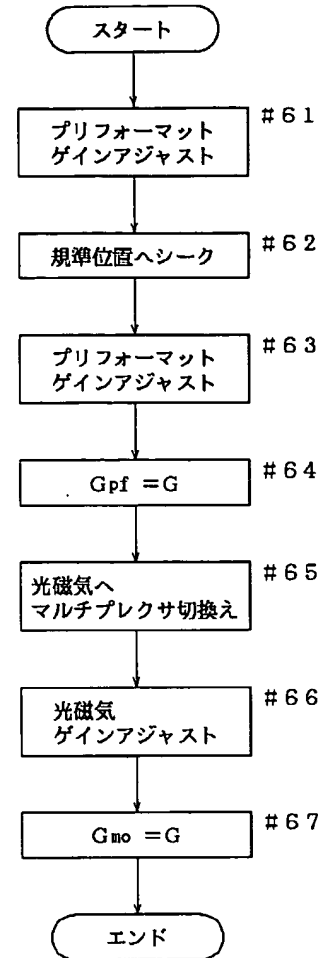 スタート
#61
プリフォーマット
ゲインアジャスト
#62
規準位置へシーク
#63
プリフォーマット
ゲインアジャスト
#64
Gpf =G
#65
光磁気へ
マルチプレクサ切換え
#66
光磁気
ゲインアジャスト
#67
Gmo =G
エンド